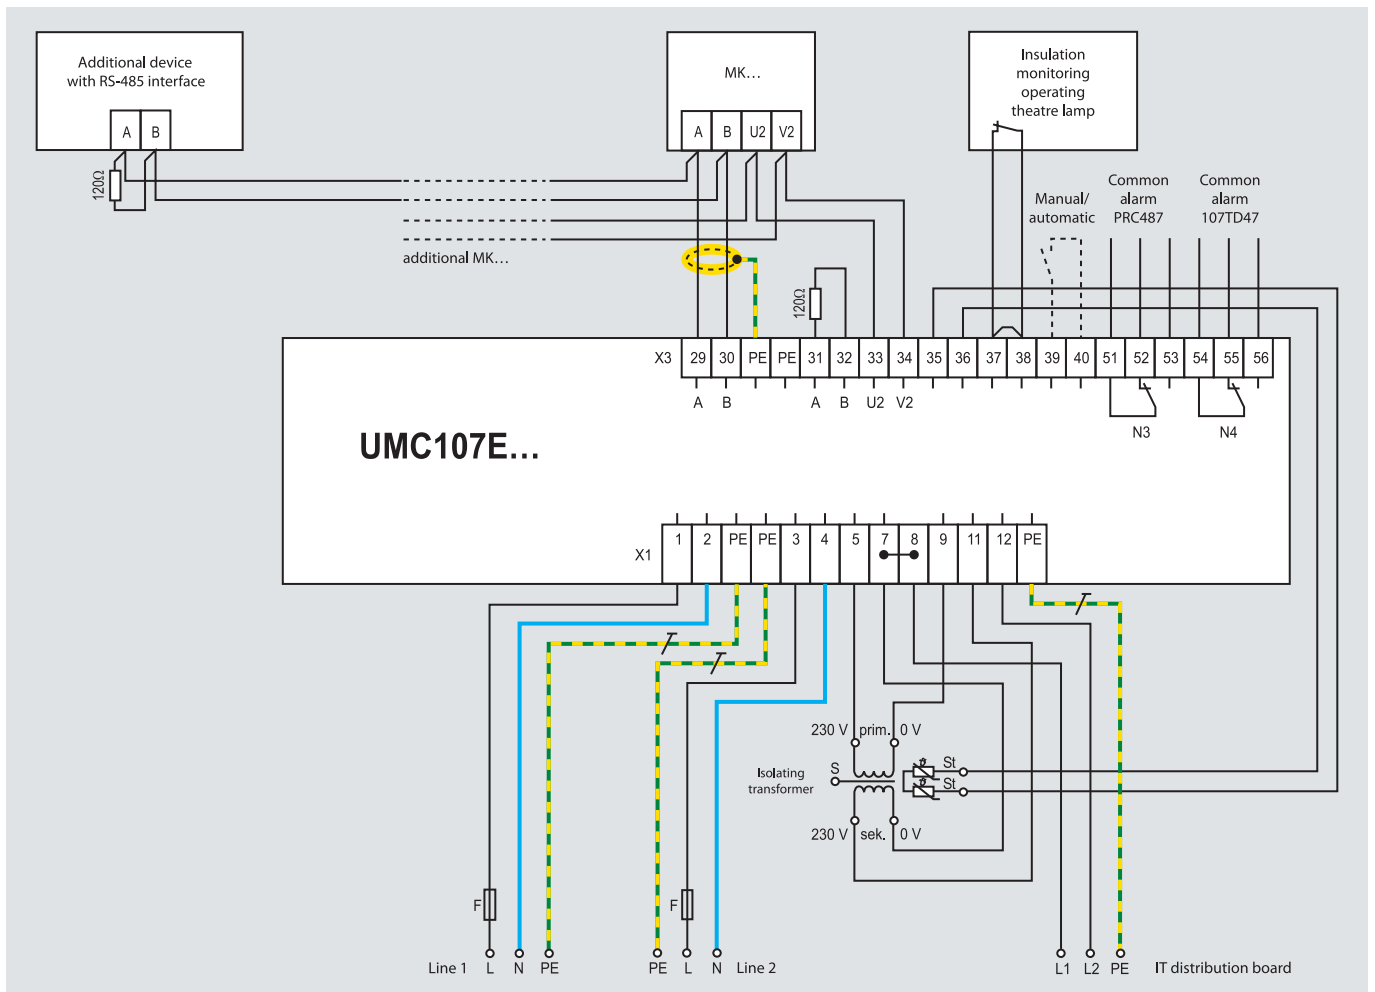 Additional device
with RS-485 interface
A B
120Ω
MK...
A B U2 V2
Insulation
monitoring
operating
theatre lamp
Manual/
automatic
Common
alarm
PRC487
Common
alarm
107TD47
additional MK...
120Ω
X3 29 30 PE PE 31 32 33 34 35 36 37 38 39 40 51 52 53 54 55 56
A B A B U2 V2
N3 N4
UMC107E...
X1 1 2 PE PE 3 4 5 7 8 9 11 12 PE
230 V prim. 0 V
Isolating
transformer
S
St
St
230 V sek. 0 V
F F
Line 1 L N PE PE L N Line 2 L1 L2 PE IT distribution board